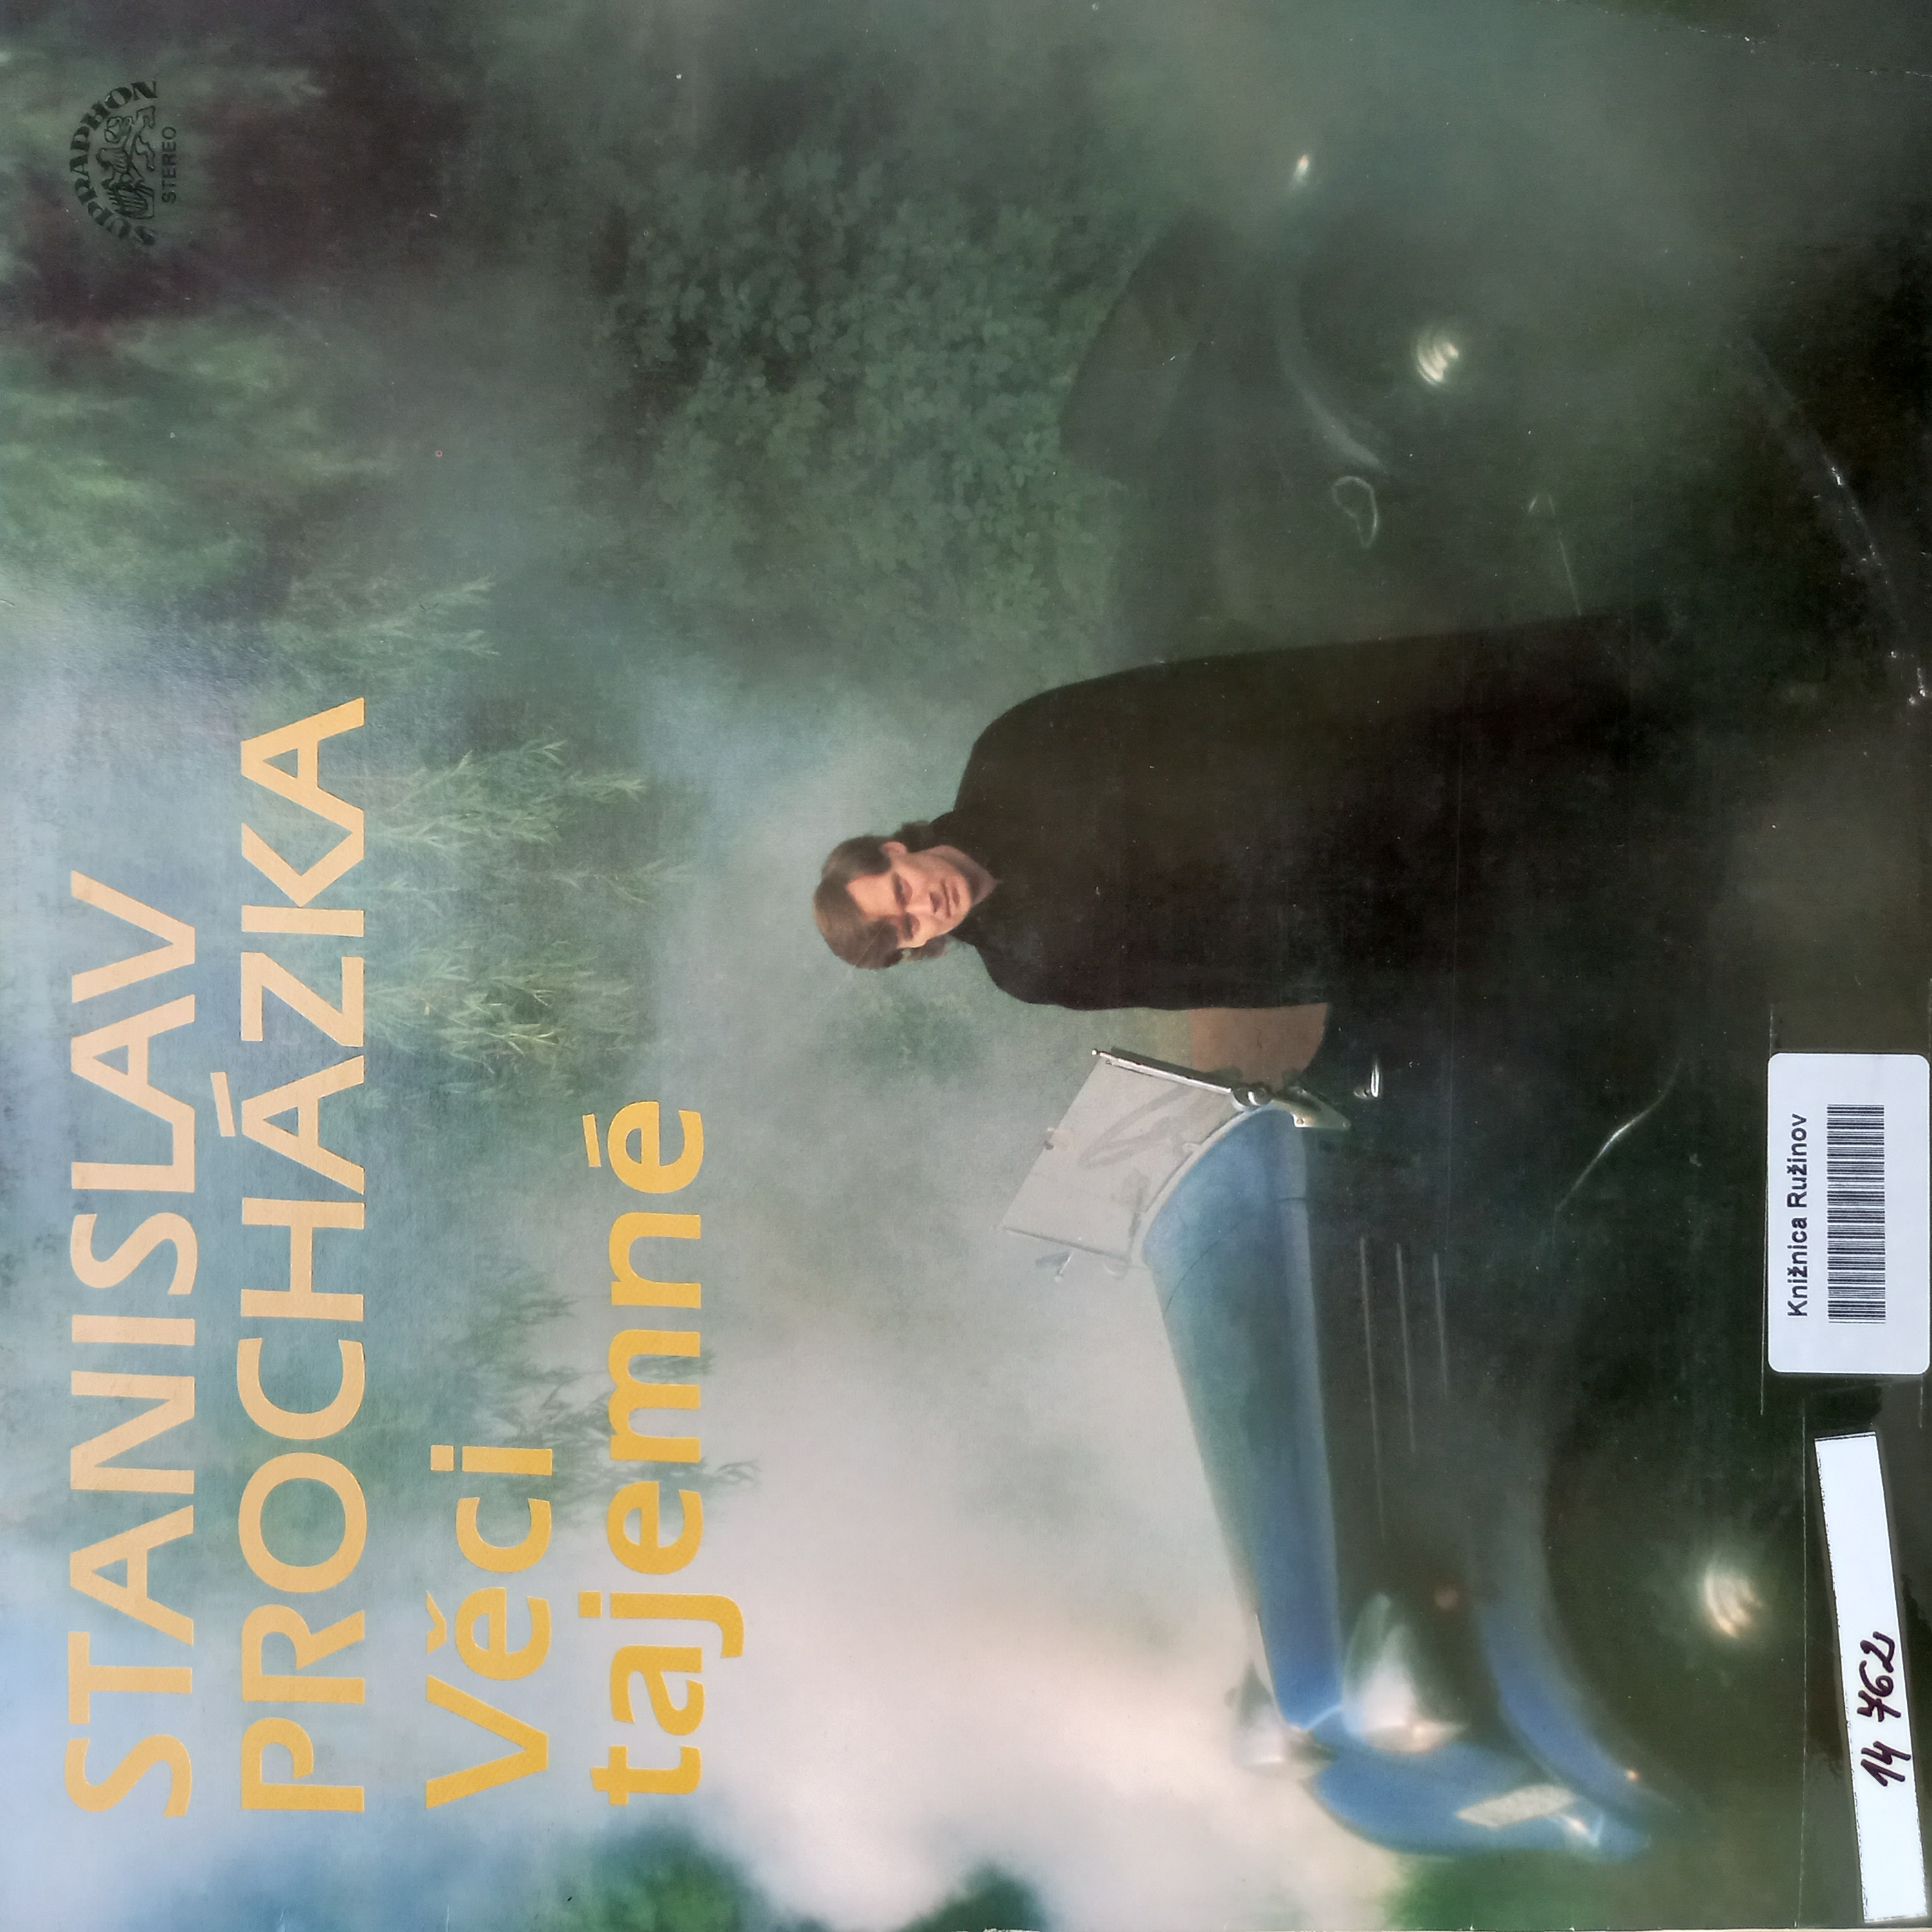 SUPRAPHON
STEREO
STANISLAV
PROCHÁZKA
Věci
tajemné
Knižnica Ružinov
14 762